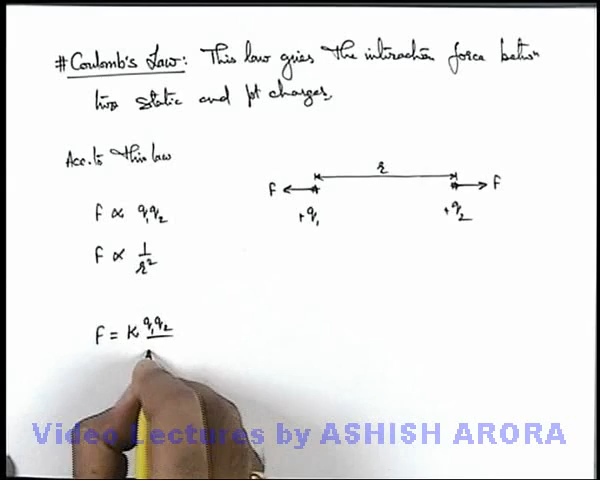 # Coulomb's Law: This law gives the interaction force between
two static and pt charges.
Acc. to this law
r
F
F
+q₁
+q₂
F ∝ q₁q₂
F ∝ 1/r²
F = K q₁q₂
Video Lectures by ASHISH ARORA